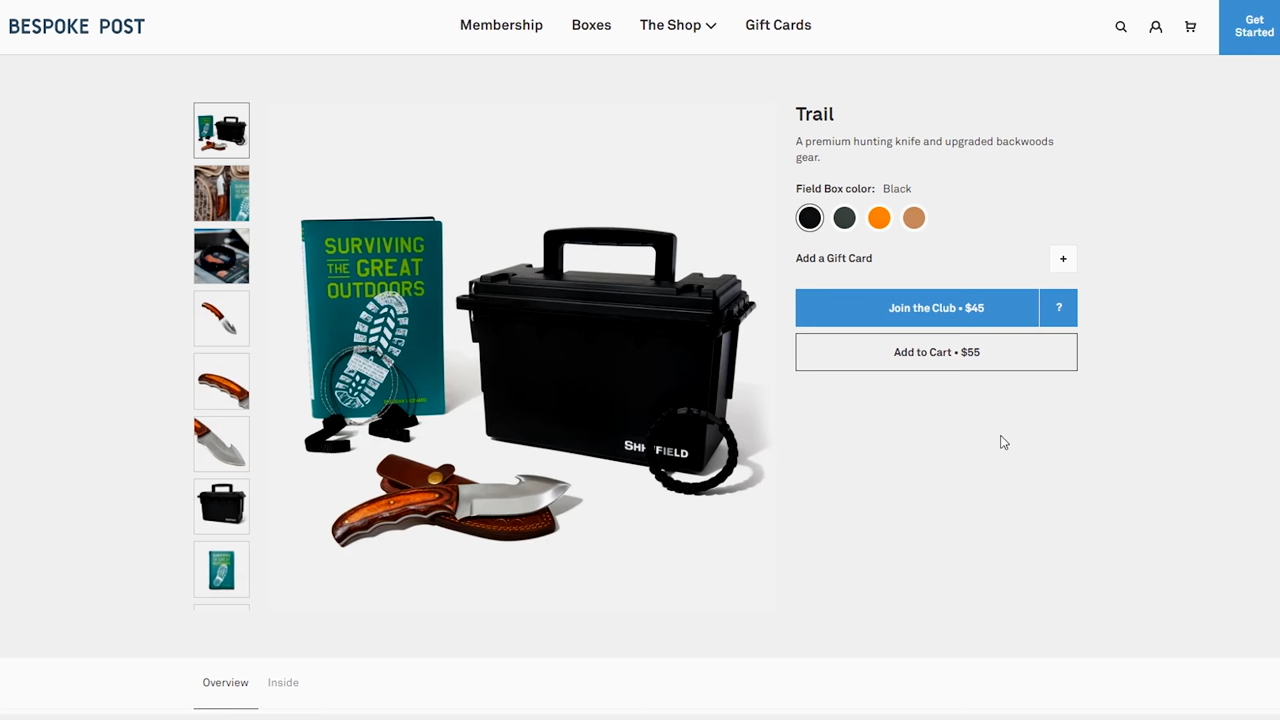 BESPOKE POST
Membership
Boxes
The Shop
Gift Cards
Get
Started
Trail
A premium hunting knife and upgraded backwoods
gear.
Field Box color: Black
Add a Gift Card
+
Join the Club • $45
?
Add to Cart • $55
SURVIVING
THE GREAT
OUTDOORS
Overview
Inside